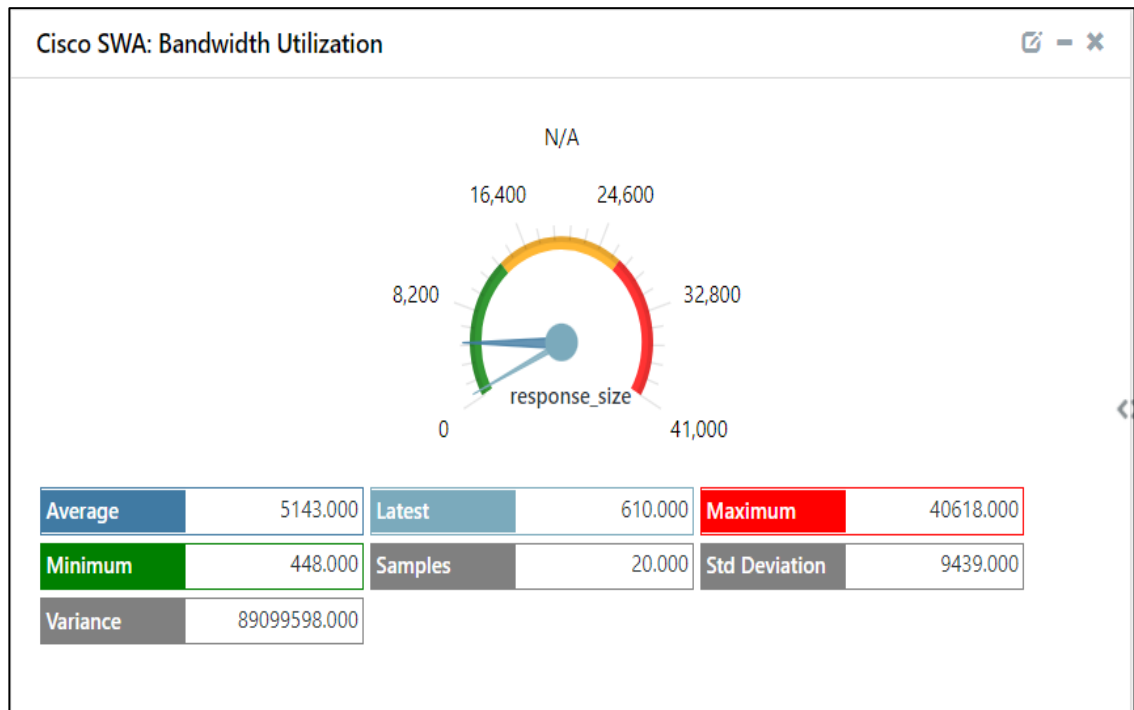 Cisco SWA: Bandwidth Utilization
N/A
16,400 24,600
8,200 32,800
response_size
0 41,000
Average 5143.000 Latest 610.000 Maximum 40618.000
Minimum 448.000 Samples 20.000 Std Deviation 9439.000
Variance 89099598.000